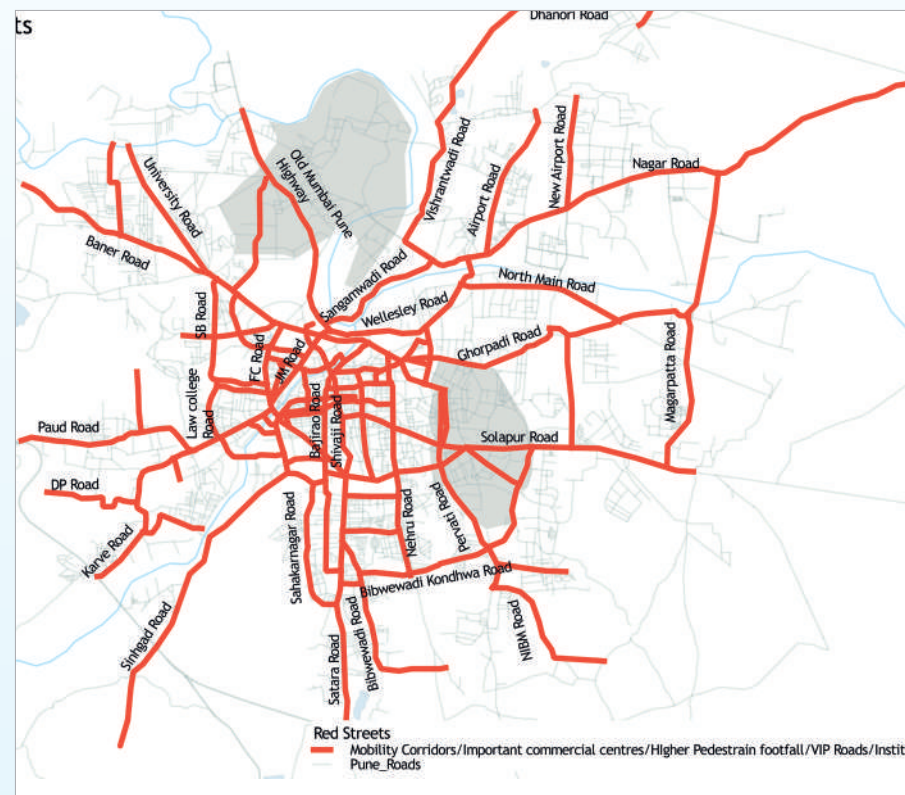 ts
Dhanori Road
Old Mumbai Pune
Highway
University Road
Vishrantwadi Road
Airport Road
New Airport Road
Nagar Road
Baner Road
Sangamwadi Road
North Main Road
SB Road
Wellesley Road
FC Road
JM Road
Ghorpadi Road
Magarpatta Road
Law college
Road
Bajirao Road
Shivaji Road
Paud Road
Solapur Road
DP Road
Karve Road
Sahakarnagar Road
Nehru Road
Pervati Road
Bibwewadi Kondhwa Road
Sinhgad Road
Satara Road
Bibwewadi Road
NIBM Road
Red Streets
Mobility Corridors/Important commercial centres/HIgher Pedestrain footfall/VIP Roads/Instit
Pune_Roads